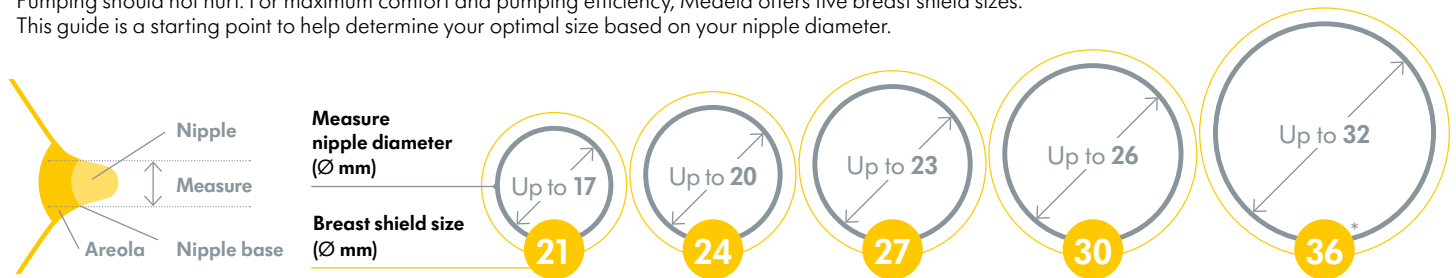 Pumping should not hurt. For maximum comfort and pumping efficiency, Medela offers five breast shield sizes.
This guide is a starting point to help determine your optimal size based on your nipple diameter.
Nipple
Measure
Areola
Nipple base
Measure
nipple diameter
(Ø mm)
Up to 17
Up to 20
Up to 23
Up to 26
Up to 32
Breast shield size
(Ø mm)
21
24
27
30
36 *